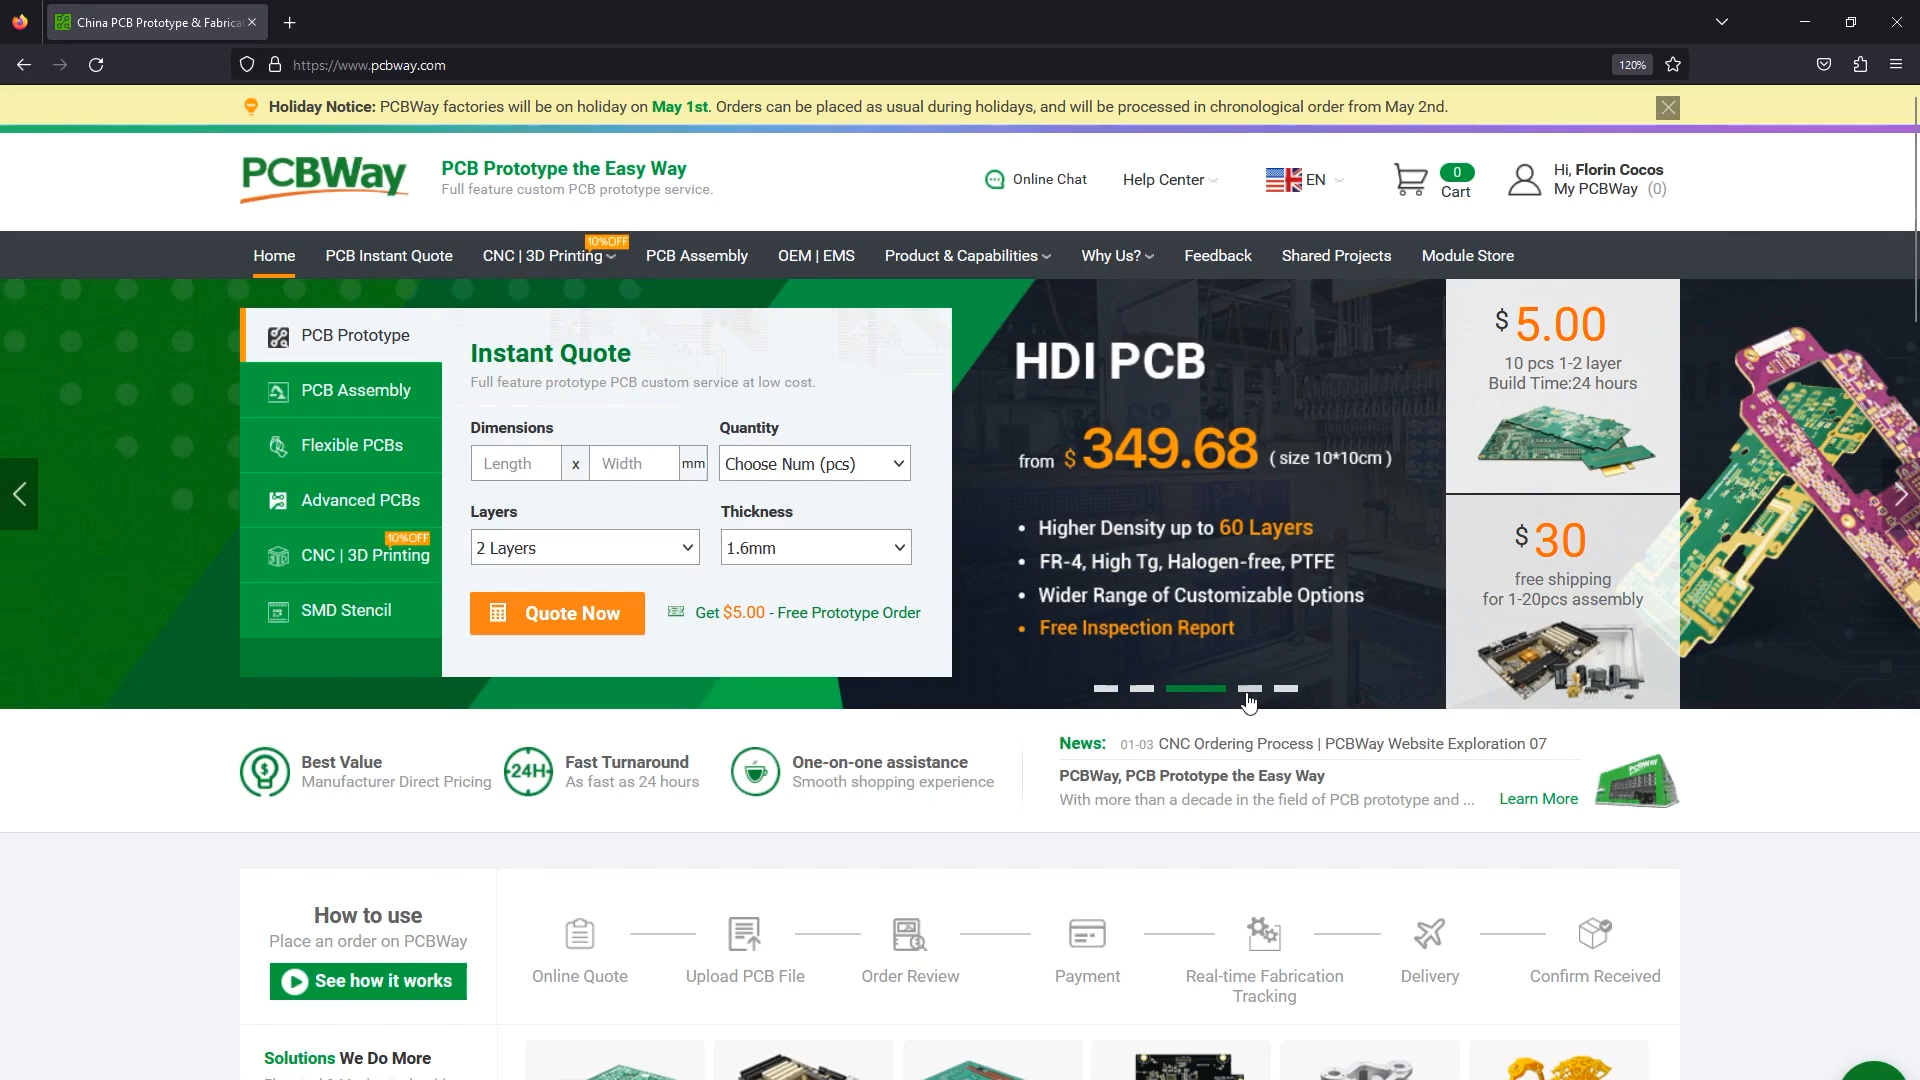 China PCB Prototype & Fabrica
https://www.pcbway.com
120%
Holiday Notice: PCBWay factories will be on holiday on May 1st. Orders can be placed as usual during holidays, and will be processed in chronological order from May 2nd.
PCBWay
PCB Prototype the Easy Way
Full feature custom PCB prototype service.
Online Chat
Help Center
EN
0
Cart
Hi, Florin Cocos
My PCBWay (0)
Home
PCB Instant Quote
CNC | 3D Printing
10%OFF
PCB Assembly
OEM | EMS
Product & Capabilities
Why Us?
Feedback
Shared Projects
Module Store
PCB Prototype
PCB Assembly
Flexible PCBs
Advanced PCBs
10%OFF
CNC | 3D Printing
SMD Stencil
Instant Quote
Full feature prototype PCB custom service at low cost.
Dimensions
Quantity
Length x Width mm
Choose Num (pcs)
Layers
Thickness
2 Layers
1.6mm
Quote Now
Get $5.00 - Free Prototype Order
HDI PCB
from $ 349.68 ( size 10*10cm )
• Higher Density up to 60 Layers
• FR-4, High Tg, Halogen-free, PTFE
• Wider Range of Customizable Options
• Free Inspection Report
$ 5.00
10 pcs 1-2 layer
Build Time:24 hours
$ 30
free shipping
for 1-20pcs assembly
Best Value
Manufacturer Direct Pricing
24H
Fast Turnaround
As fast as 24 hours
One-on-one assistance
Smooth shopping experience
News: 01-03 CNC Ordering Process | PCBWay Website Exploration 07
PCBWay, PCB Prototype the Easy Way
With more than a decade in the field of PCB prototype and ... Learn More
PCBWay
How to use
Place an order on PCBWay
See how it works
Online Quote
Upload PCB File
Order Review
Payment
Real-time Fabrication
Tracking
Delivery
Confirm Received
Solutions We Do More